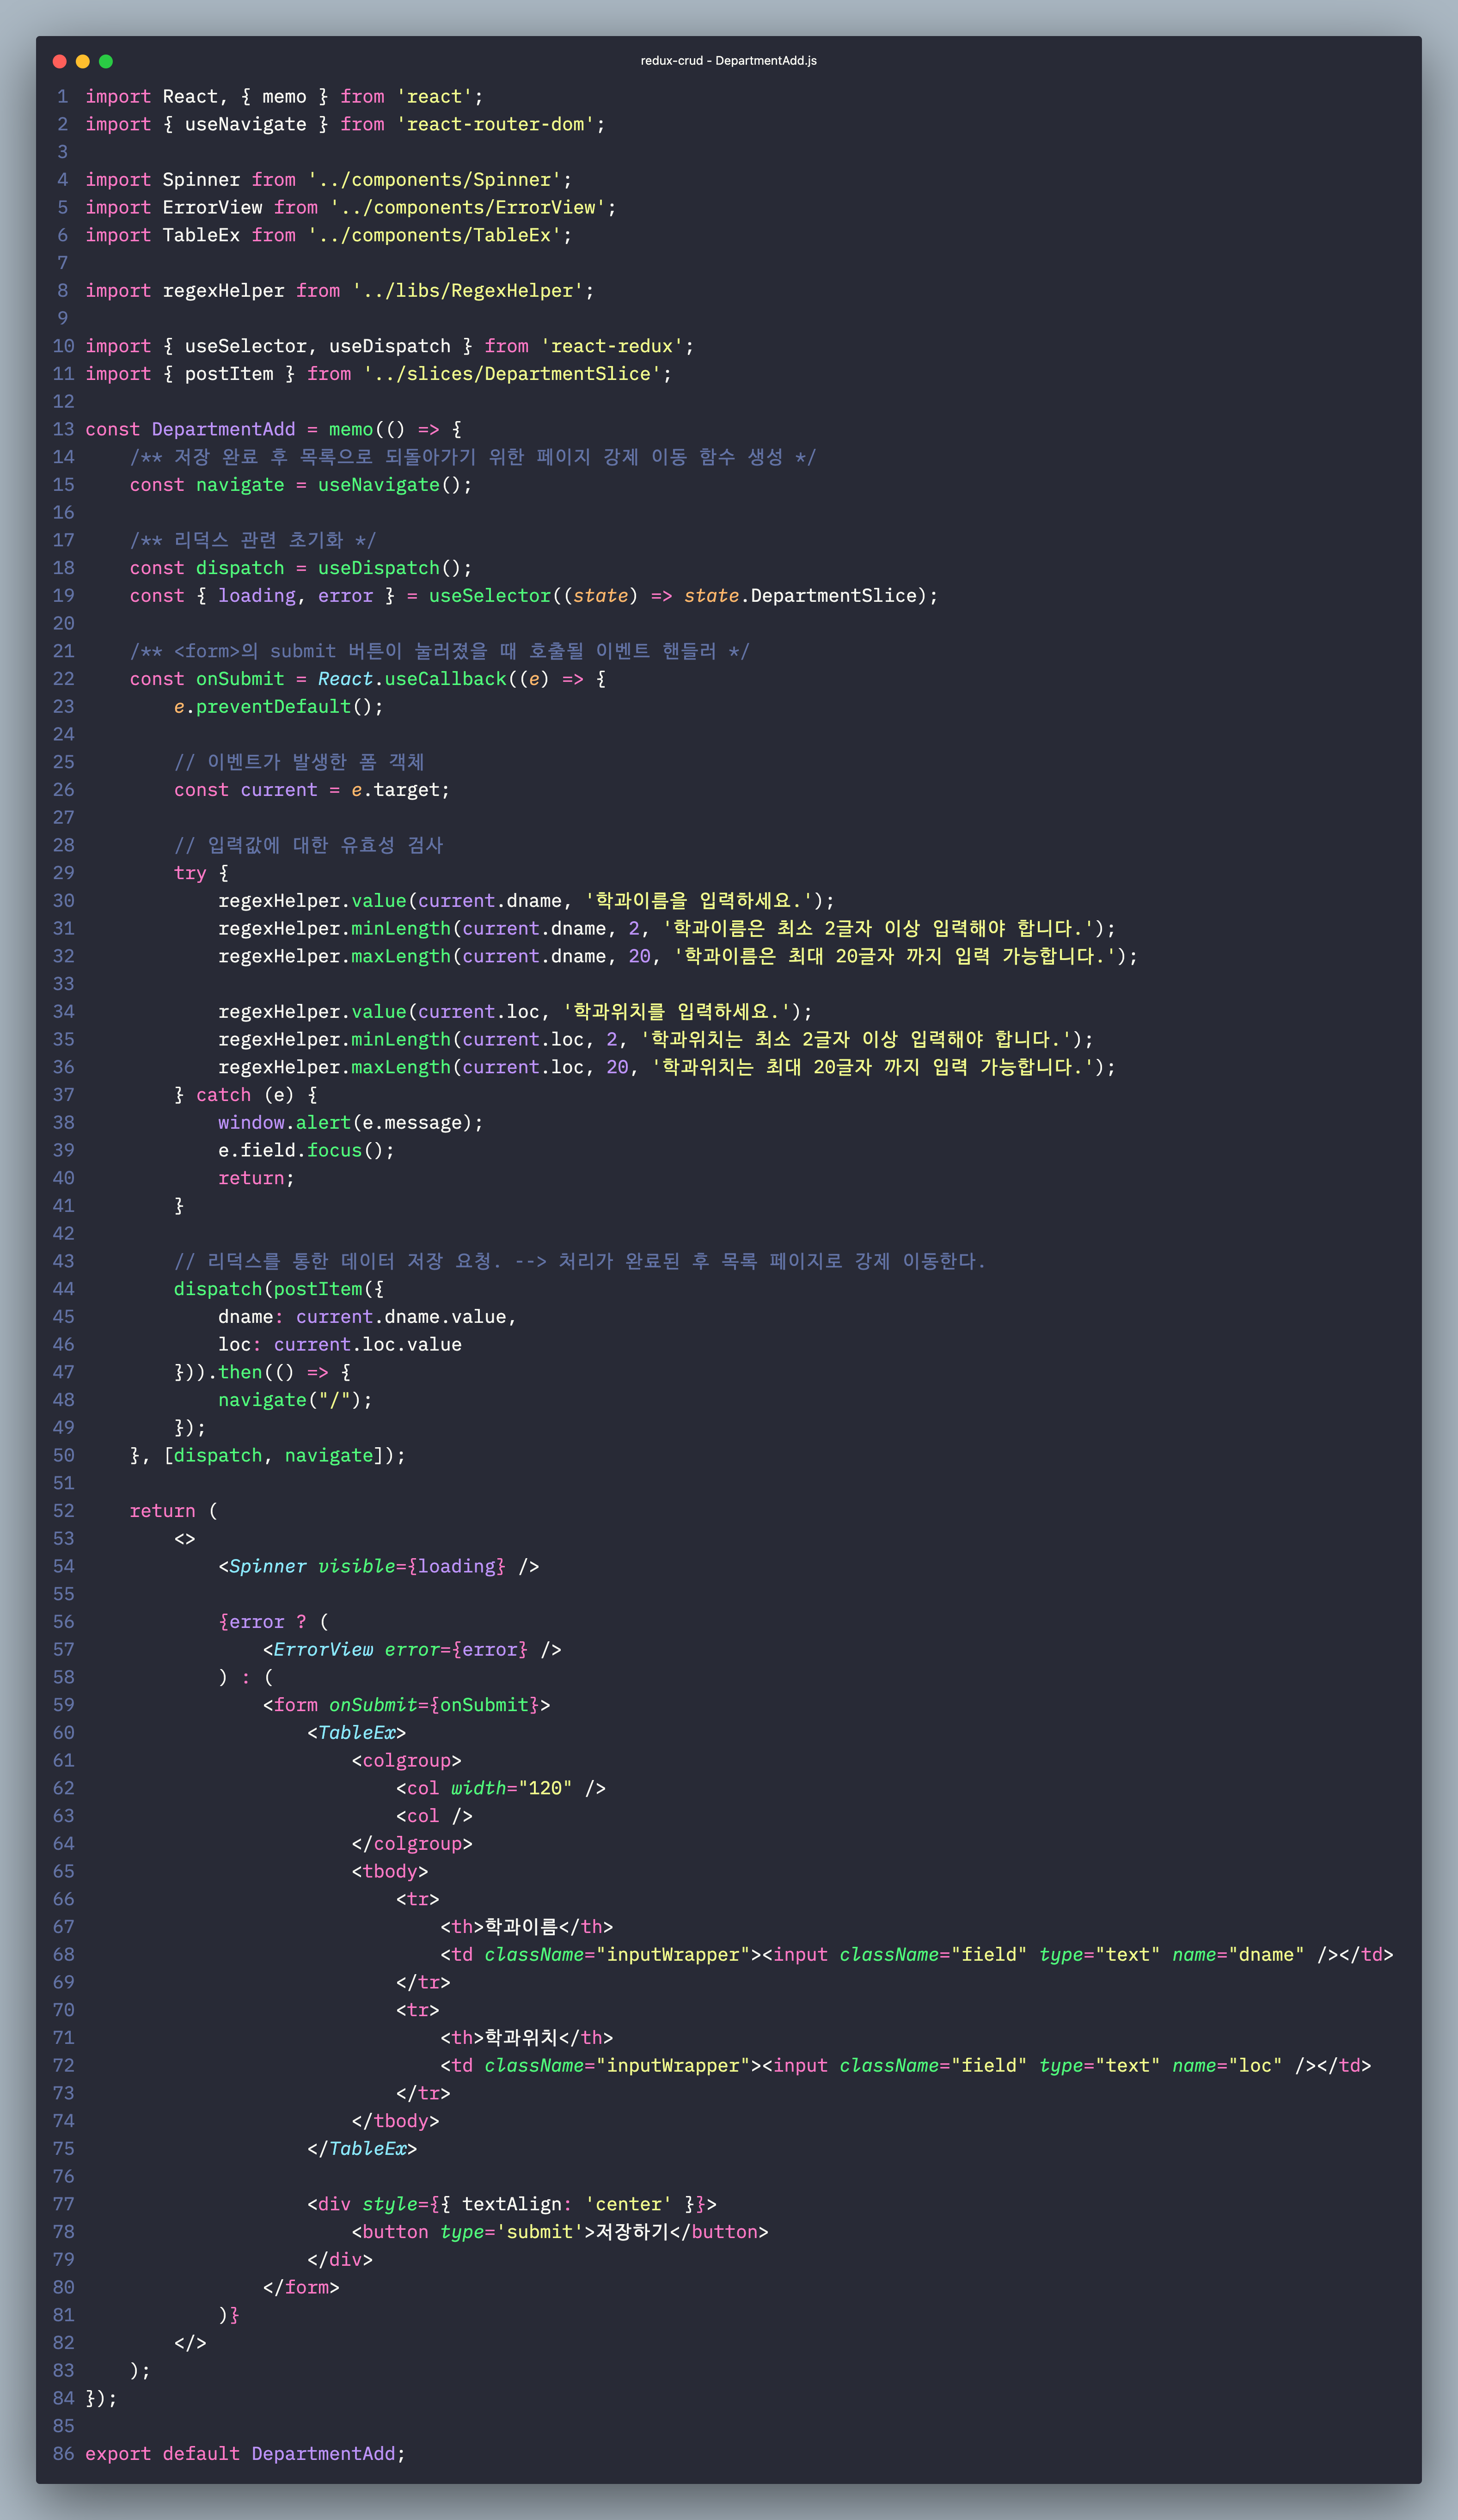 redux-crud - DepartmentAdd.js
1 import React, { memo } from 'react';
2 import { useNavigate } from 'react-router-dom';
3
4 import Spinner from '../components/Spinner';
5 import ErrorView from '../components/ErrorView';
6 import TableEx from '../components/TableEx';
7
8 import regexHelper from '../libs/RegexHelper';
9
10 import { useSelector, useDispatch } from 'react-redux';
11 import { postItem } from '../slices/DepartmentSlice';
12
13 const DepartmentAdd = memo(() => {
14     /** 저장 완료 후 목록으로 되돌아가기 위한 페이지 강제 이동 함수 생성 */
15     const navigate = useNavigate();
16
17     /** 리덕스 관련 초기화 */
18     const dispatch = useDispatch();
19     const { loading, error } = useSelector((state) => state.DepartmentSlice);
20
21     /** <form>의 submit 버튼이 눌러졌을 때 호출될 이벤트 핸들러 */
22     const onSubmit = React.useCallback((e) => {
23         e.preventDefault();
24
25         // 이벤트가 발생한 폼 객체
26         const current = e.target;
27
28         // 입력값에 대한 유효성 검사
29         try {
30             regexHelper.value(current.dname, '학과이름을 입력하세요.');
31             regexHelper.minLength(current.dname, 2, '학과이름은 최소 2글자 이상 입력해야 합니다.');
32             regexHelper.maxLength(current.dname, 20, '학과이름은 최대 20글자 까지 입력 가능합니다.');
33
34             regexHelper.value(current.loc, '학과위치를 입력하세요.');
35             regexHelper.minLength(current.loc, 2, '학과위치는 최소 2글자 이상 입력해야 합니다.');
36             regexHelper.maxLength(current.loc, 20, '학과위치는 최대 20글자 까지 입력 가능합니다.');
37         } catch (e) {
38             window.alert(e.message);
39             e.field.focus();
40             return;
41         }
42
43         // 리덕스를 통한 데이터 저장 요청. --> 처리가 완료된 후 목록 페이지로 강제 이동한다.
44         dispatch(postItem({
45             dname: current.dname.value,
46             loc: current.loc.value
47         })).then(() => {
48             navigate("/");
49         });
50     }, [dispatch, navigate]);
51
52     return (
53         <>
54             <Spinner visible={loading} />
55
56             {error ? (
57                 <ErrorView error={error} />
58             ) : (
59                 <form onSubmit={onSubmit}>
60                     <TableEx>
61                         <colgroup>
62                             <col width="120" />
63                             <col />
64                         </colgroup>
65                         <tbody>
66                             <tr>
67                                 <th>학과이름</th>
68                                 <td className="inputWrapper"><input className="field" type="text" name="dname" /></td>
69                             </tr>
70                             <tr>
71                                 <th>학과위치</th>
72                                 <td className="inputWrapper"><input className="field" type="text" name="loc" /></td>
73                             </tr>
74                         </tbody>
75                     </TableEx>
76
77                     <div style={{ textAlign: 'center' }}>
78                         <button type='submit'>저장하기</button>
79                     </div>
80                 </form>
81             )}
82         </>
83     );
84 });
85
86 export default DepartmentAdd;